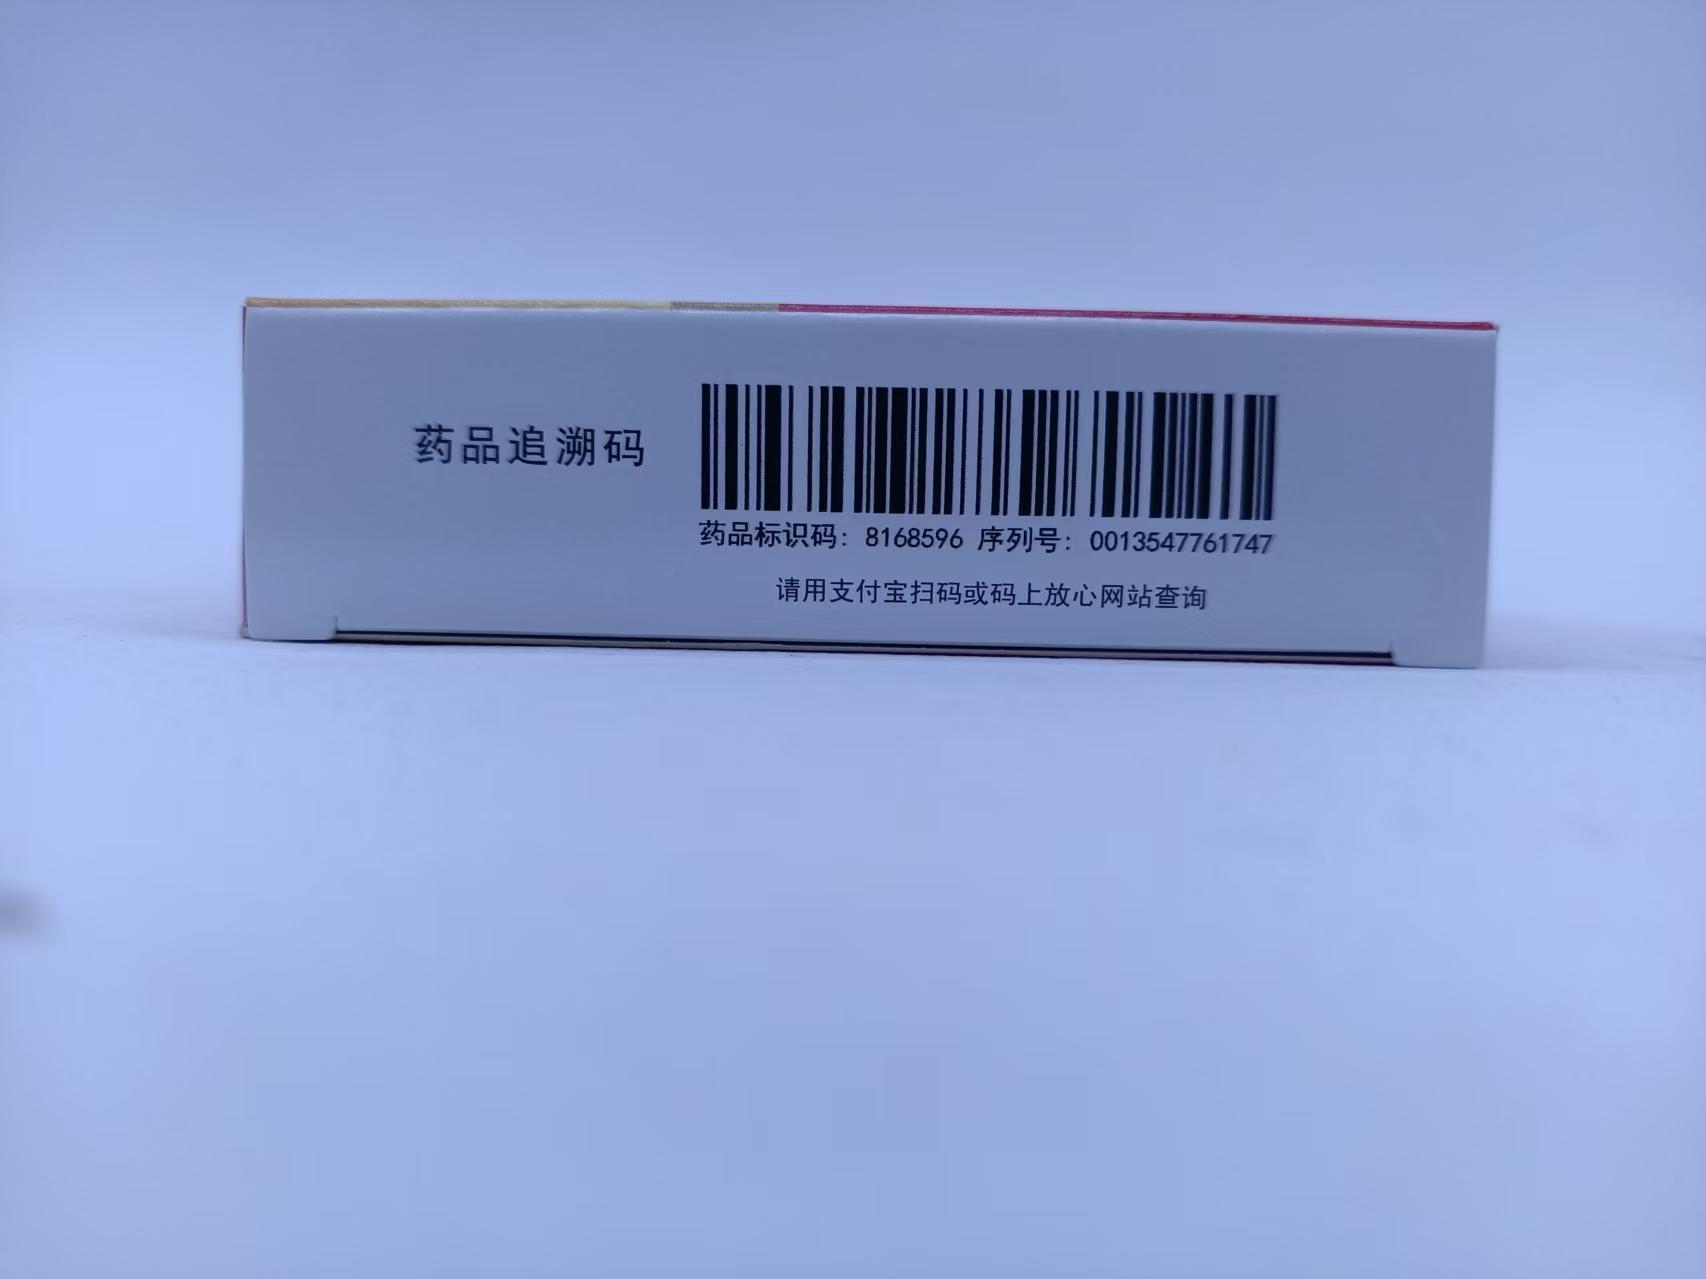 药品追溯码
药品标识码：8168596 序列号：0013547761747
请用支付宝扫码或码上放心网站查询